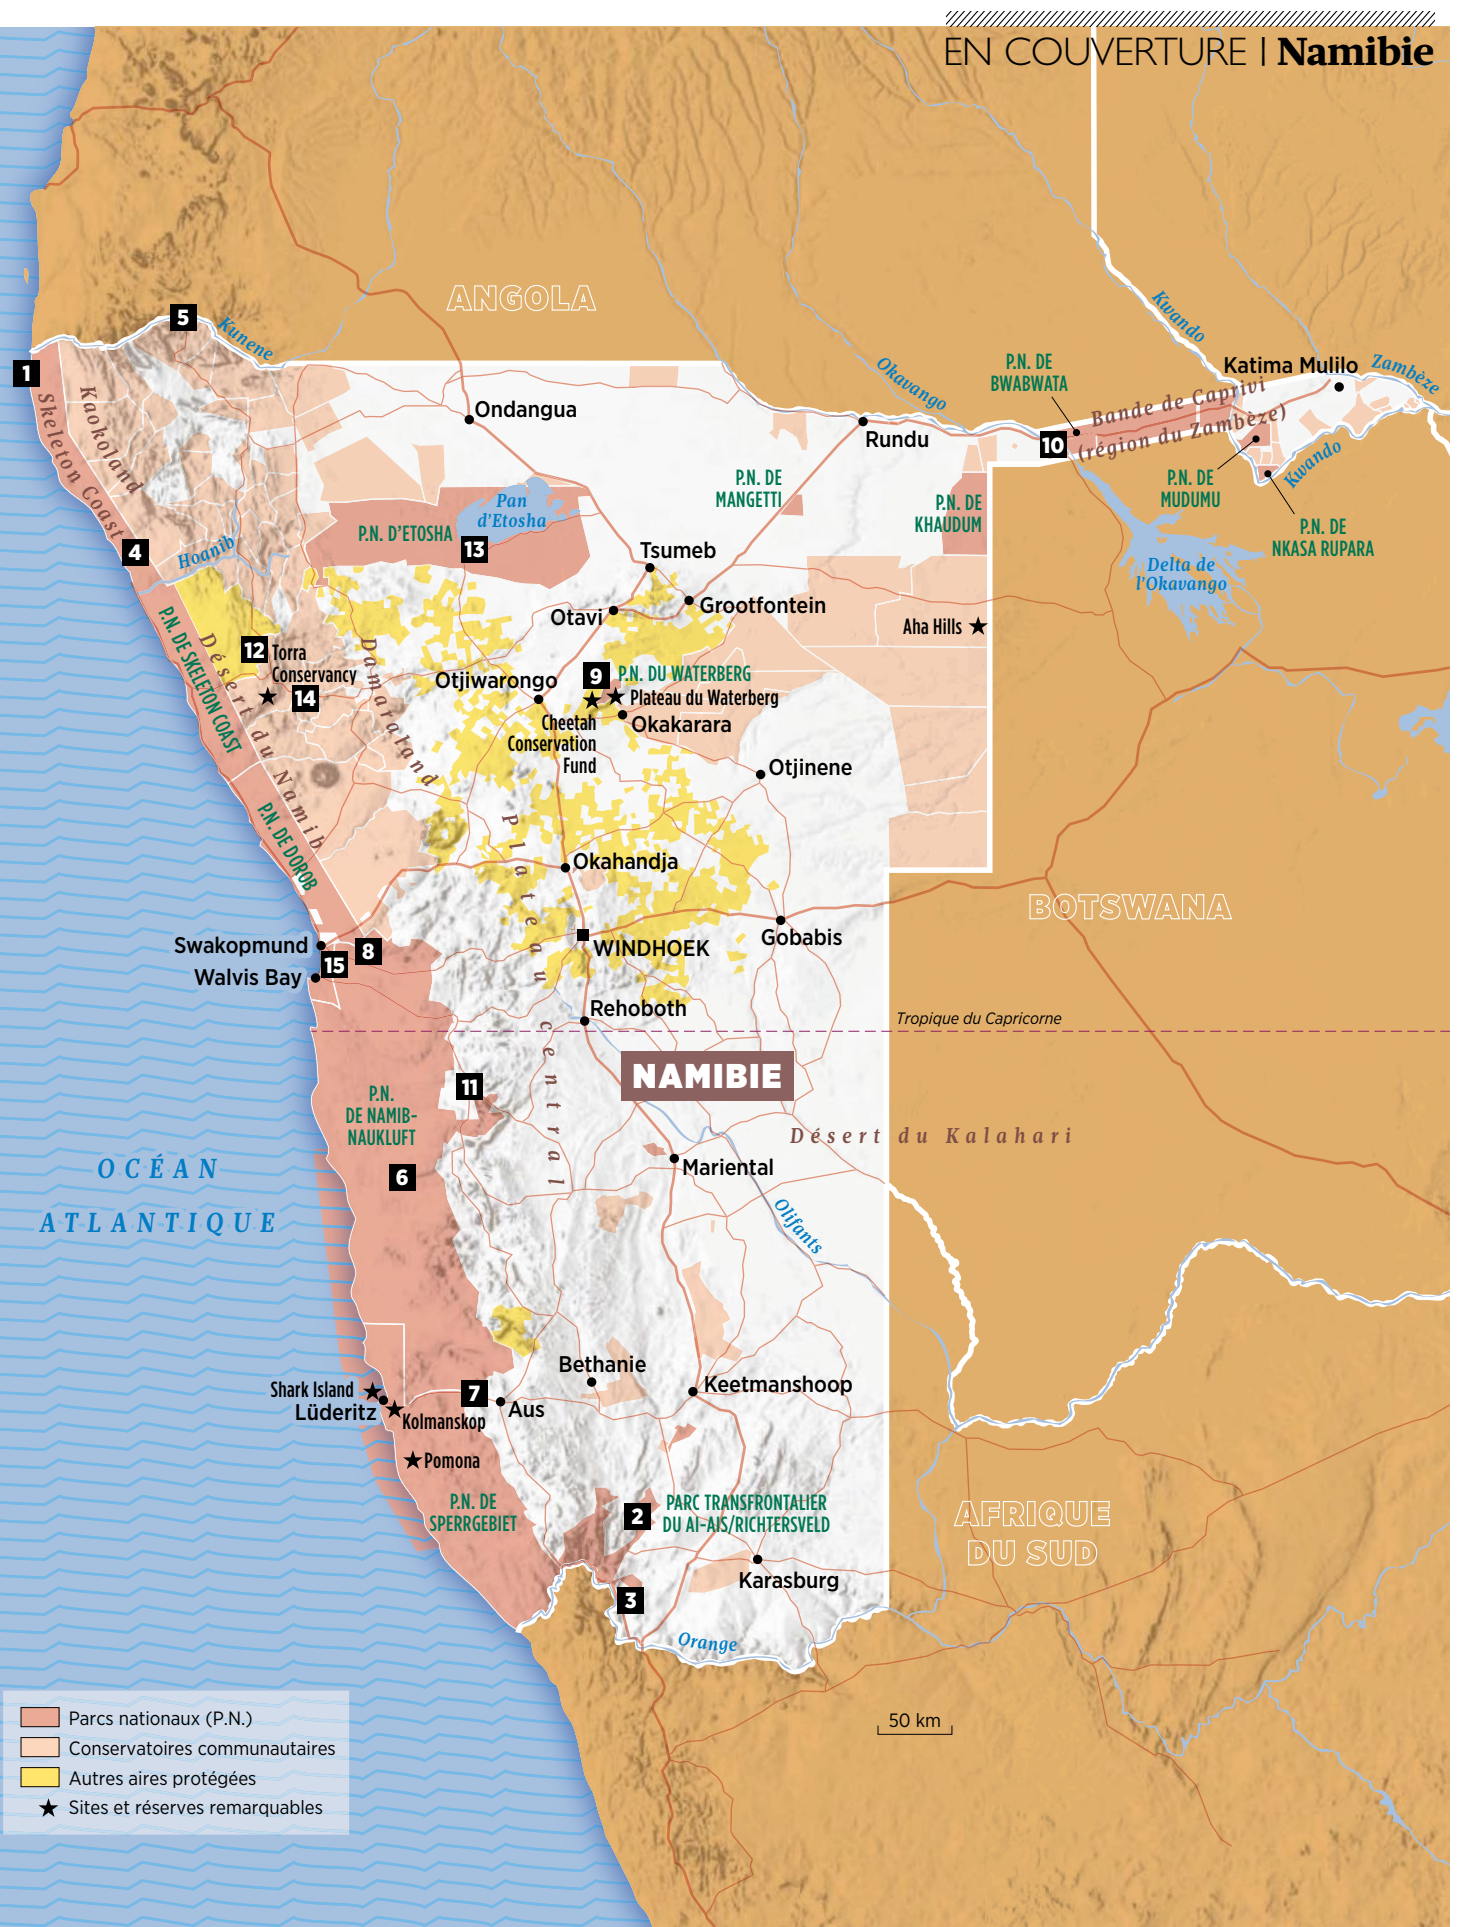 EN COUVERTURE | Namibie
ANGOLA
5
Kunene
1
Kwando
Okavango
P.N. DE
BWABWATA
Katima Mulilo
Zambèze
Skeleton Coast
Kaokoland
Ondangua
Rundu
10
Bande de Caprivi
(région du Zambèze)
Kwando
P.N. DE
MUDUMU
P.N. DE
NKASA RUPARA
P.N. DE
MANGETTI
P.N. DE
KHAUDUM
Pan
d'Etosha
P.N. D'ETOSHA
13
4
Hoanib
Tsumeb
Delta de
l'Okavango
Otavi
Grootfontein
Aha Hills
P.N. DE SKELETON COAST
Désert du Namib
12
Torra
Conservancy
14
Damaraland
Otjiwarongo
9
P.N. DU WATERBERG
Plateau du Waterberg
Okakarara
Cheetah
Conservation
Fund
Otjinene
P.N. DE DOROB
Plateau central
Okahandja
BOTSWANA
Swakopmund
8
15
Walvis Bay
WINDHOEK
Gobabis
Rehoboth
Tropique du Capricorne
NAMIBIE
11
P.N.
DE NAMIB-
NAUKLUFT
Désert du Kalahari
Mariental
6
OCÉAN
ATLANTIQUE
Olifants
Bethanie
Keetmanshoop
Shark Island
Lüderitz
7
Aus
Kolmanskop
Pomona
P.N. DE
SPERRGEBIET
2
PARC TRANSFRONTALIER
DU AI-AIS/RICHTERSVELD
AFRIQUE
DU SUD
Karasburg
3
Orange
50 km
Parcs nationaux (P.N.)
Conservatoires communautaires
Autres aires protégées
Sites et réserves remarquables